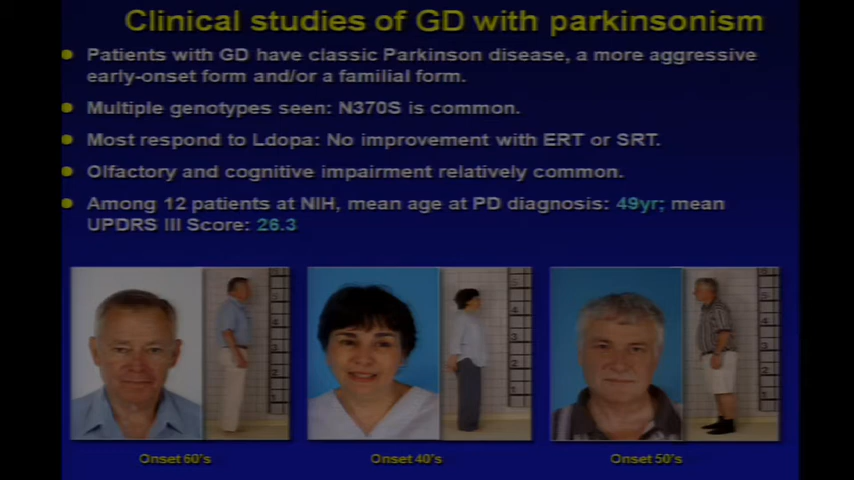 Clinical studies of GD with parkinsonism
Patients with GD have classic Parkinson disease, a more aggressive
early-onset form and/or a familial form.
Multiple genotypes seen: N370S is common.
Most respond to Ldopa: No improvement with ERT or SRT.
Olfactory and cognitive impairment relatively common.
Among 12 patients at NIH, mean age at PD diagnosis: 49yr; mean
UPDRS III Score: 26.3
Onset 60's
Onset 40's
Onset 50's